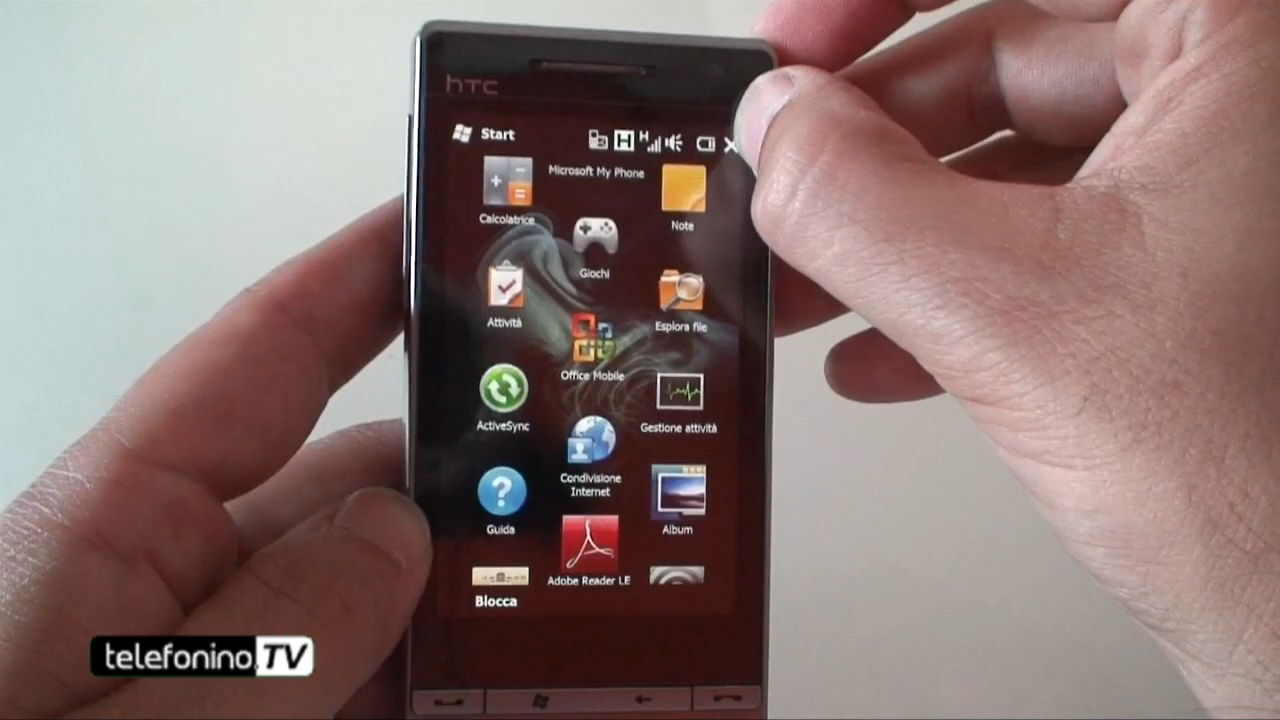 hTC
Start
H
H
Microsoft My Phone
Calcolatrice
Note
Giochi
Attività
Esplora file
Office Mobile
ActiveSync
Gestione attività
Condivisione
Internet
Guida
Album
Adobe Reader LE
Blocca
telefonino.TV